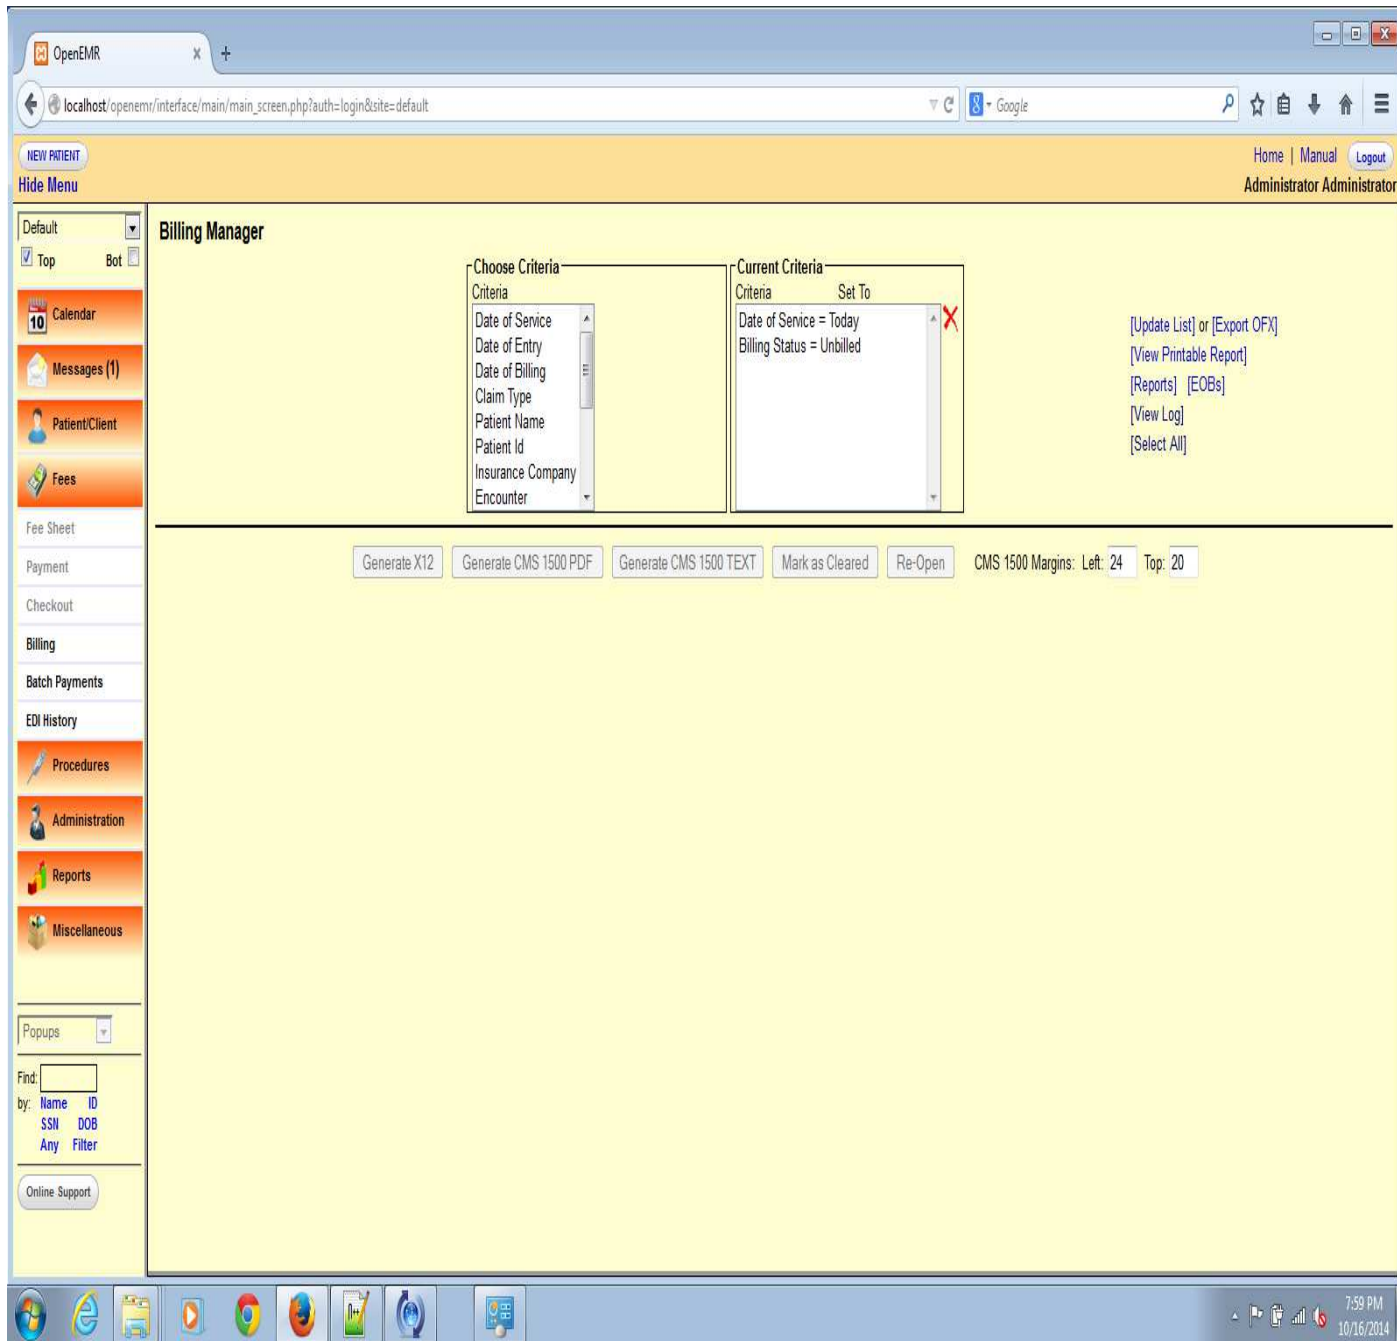 OpenEMR
localhost/openemr/interface/main/main_screen.php?auth=login&site=default
8 Google
NEW PATIENT
Home | Manual Logout
Hide Menu
Administrator Administrator
Default
Top Bot
Billing Manager
Choose Criteria
Criteria
Date of Service
Date of Entry
Date of Billing
Claim Type
Patient Name
Patient Id
Insurance Company
Encounter
Current Criteria
Criteria Set To
Date of Service = Today
Billing Status = Unbilled
[Update List] or [Export OFX]
[View Printable Report]
[Reports] [EOBs]
[View Log]
[Select All]
10 Calendar
Messages (1)
Patient/Client
Fees
Fee Sheet
Payment
Checkout
Billing
Batch Payments
EDI History
Procedures
Administration
Reports
Miscellaneous
Generate X12 Generate CMS 1500 PDF Generate CMS 1500 TEXT Mark as Cleared Re-Open CMS 1500 Margins: Left: 24 Top: 20
Popups
Find:
by: Name ID
SSN DOB
Any Filter
Online Support
7:59 PM
10/16/2014